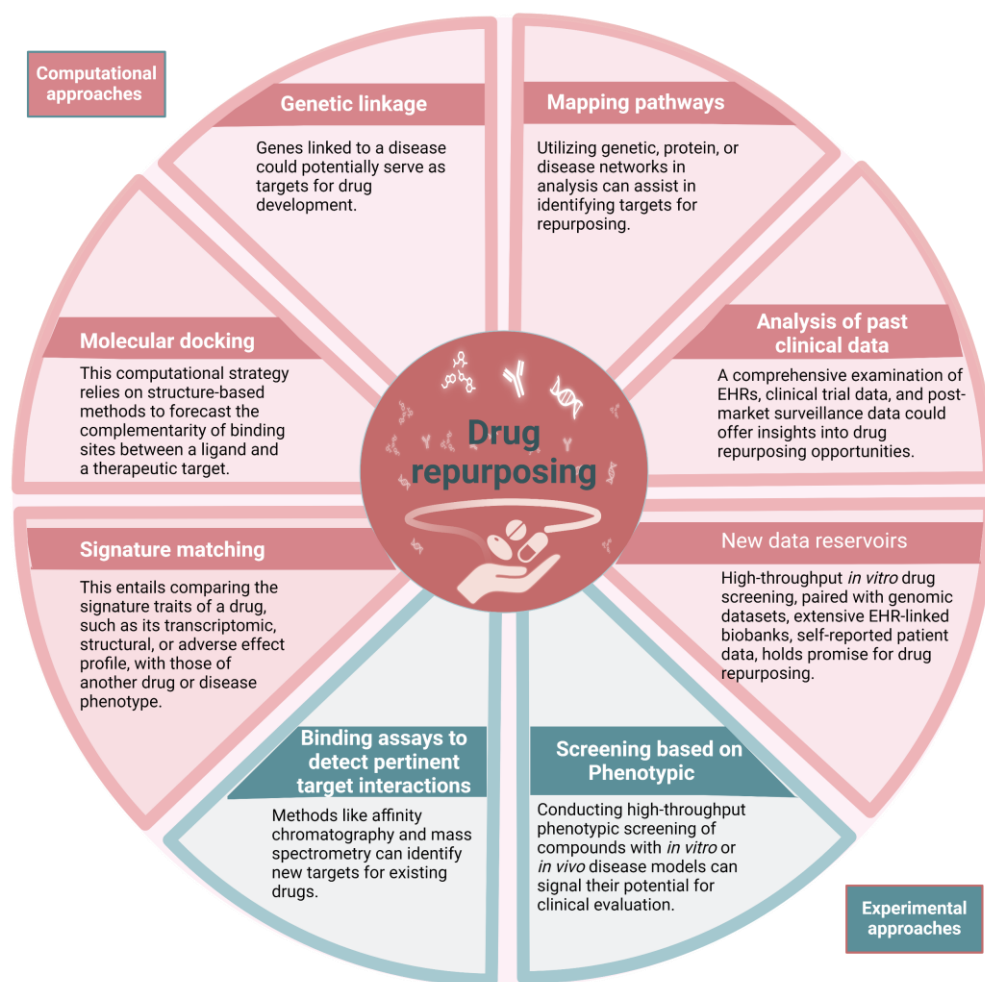 Computational
approaches
Genetic linkage
Genes linked to a disease
could potentially serve as
targets for drug
development.
Mapping pathways
Utilizing genetic, protein, or
disease networks in
analysis can assist in
identifying targets for
repurposing.
Molecular docking
This computational strategy
relies on structure-based
methods to forecast the
complementarity of binding
sites between a ligand and
a therapeutic target.
Analysis of past
clinical data
A comprehensive examination of
EHRs, clinical trial data, and post-
market surveillance data could
offer insights into drug
repurposing opportunities.
Drug
repurposing
Signature matching
This entails comparing the
signature traits of a drug,
such as its transcriptomic,
structural, or adverse effect
profile, with those of
another drug or disease
phenotype.
New data reservoirs
High-throughput in vitro drug
screening, paired with genomic
datasets, extensive EHR-linked
biobanks, self-reported patient
data, holds promise for drug
repurposing.
Binding assays to
detect pertinent
target interactions
Methods like affinity
chromatography and mass
spectrometry can identify
new targets for existing
drugs.
Screening based on
Phenotypic
Conducting high-throughput
phenotypic screening of
compounds with in vitro or
in vivo disease models can
signal their potential for
clinical evaluation.
Experimental
approaches